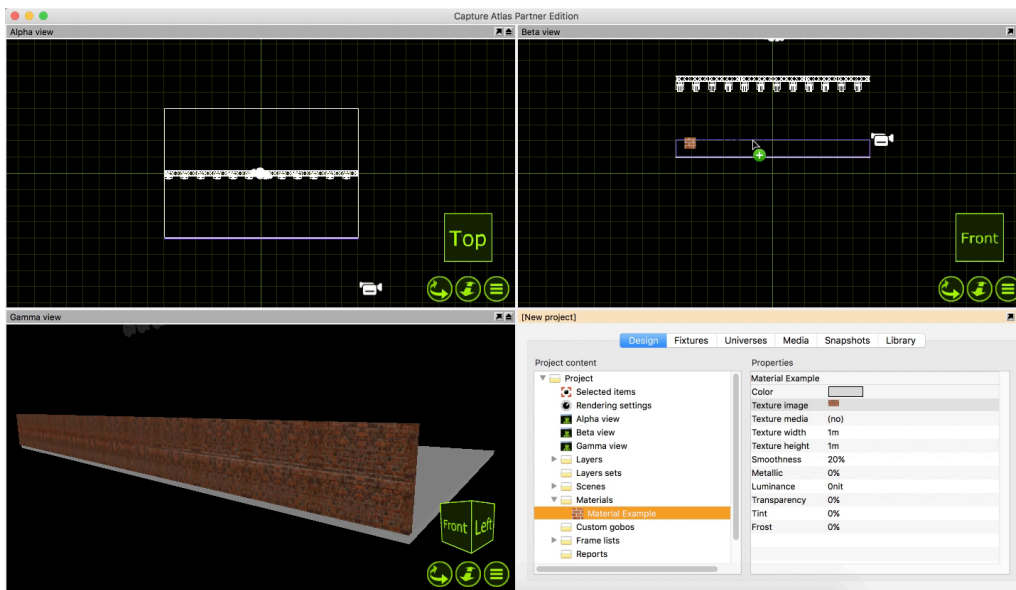 Capture Atlas Partner Edition
Alpha view
Beta view
Top
Front
Gamma view
Front Left
[New project]
Design Fixtures Universes Media Snapshots Library
Project content
Project
Selected items
Rendering settings
Alpha view
Beta view
Gamma view
Layers
Layers sets
Scenes
Materials
Material Example
Custom gobos
Frame lists
Reports
Properties
Material Example
Color
Texture image
Texture media (no)
Texture width 1m
Texture height 1m
Smoothness 20%
Metallic 0%
Luminance 0nit
Transparency 0%
Tint 0%
Frost 0%